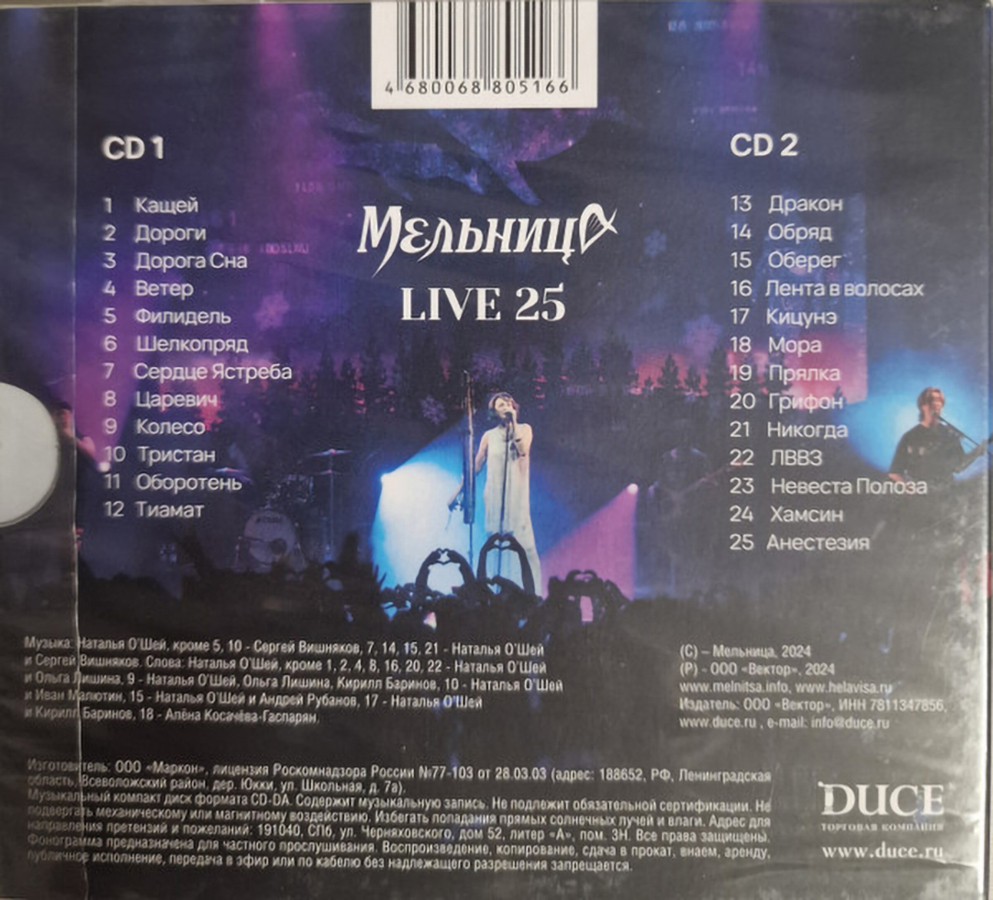 4 680068 805166
CD 1
1 Кащей
2 Дороги
3 Дорога Сна
4 Ветер
5 Филидель
6 Шелкопряд
7 Сердце Ястреба
8 Царевич
9 Колесо
10 Тристан
11 Оборотень
12 Тиамат
Мельница
LIVE 25
CD 2
13 Дракон
14 Обряд
15 Оберег
16 Лента в волосах
17 Кицунэ
18 Мора
19 Прялка
20 Грифон
21 Никогда
22 ЛВВЗ
23 Невеста Полоза
24 Хамсин
25 Анестезия
Музыка: Наталья О'Шей, кроме 5, 10 - Сергей Вишняков, 7, 14, 15, 21 - Наталья О'Шей
и Сергей Вишняков. Слова: Наталья О'Шей, кроме 1, 2, 4, 8, 16, 20, 22 - Наталья О'Шей
и Ольга Лишина, 9 - Наталья О'Шей, Ольга Лишина, Кирилл Баринов, 10 - Наталья О'Шей
и Иван Малютин, 15 - Наталья О'Шей и Андрей Рубанов, 17 - Наталья О'Шей
и Кирилл Баринов, 18 - Алёна Косачёва-Гаспарян.
(C) – Мельница, 2024
(P) - ООО «Вектор», 2024
www.melnitsa.info, www.helavisa.ru
Издатель: ООО «Вектор», ИНН 7811347856,
www.duce.ru , e-mail: info@duce.ru
Изготовитель: ООО «Маркон», лицензия Роскомнадзора России №77-103 от 28.03.03 (адрес: 188652, РФ, Ленинградская
область, Всеволожский район, дер. Юкки, ул. Школьная, д. 7а).
Музыкальный компакт диск формата CD-DA. Содержит музыкальную запись. Не подлежит обязательной сертификации. Не
подвергать механическому или магнитному воздействию. Избегать попадания прямых солнечных лучей и влаги. Адрес для
направления претензий и пожеланий: 191040, СПб, ул. Черняховского, дом 52, литер «А», пом. 3Н. Все права защищены.
Фонограмма предназначена для частного прослушивания. Воспроизведение, копирование, сдача в прокат, внаем, аренду,
публичное исполнение, передача в эфир или по кабелю без надлежащего разрешения запрещается.
DUCE
ТОРГОВАЯ КОМПАНИЯ
www.duce.ru